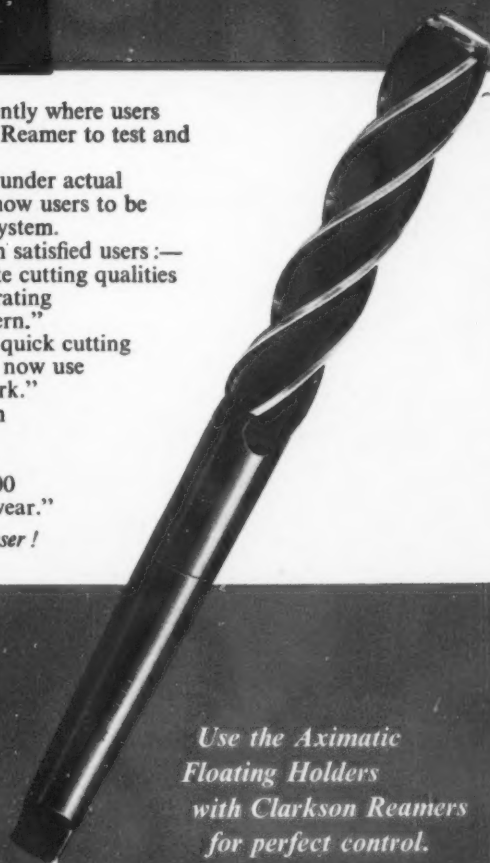 ntly where users
Reamer to test and
under actual
now users to be
ystem.
n satisfied users :—
te cutting qualities
rating
ern."
quick cutting
now use
rk."
n
00
year."
ser !
Use the Aximatic
Floating Holders
with Clarkson Reamers
for perfect control.